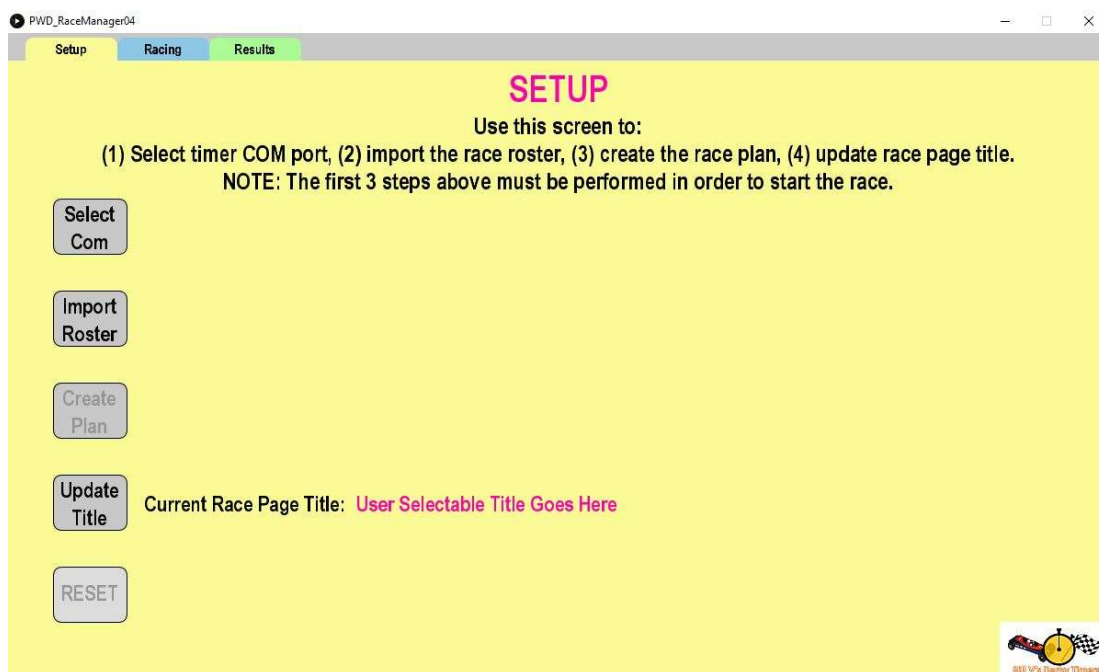 PWD_RaceManager04
Setup Racing Results
SETUP
Use this screen to:
(1) Select timer COM port, (2) import the race roster, (3) create the race plan, (4) update race page title.
NOTE: The first 3 steps above must be performed in order to start the race.
Select
Com
Import
Roster
Create
Plan
Update
Title
Current Race Page Title: User Selectable Title Goes Here
RESET